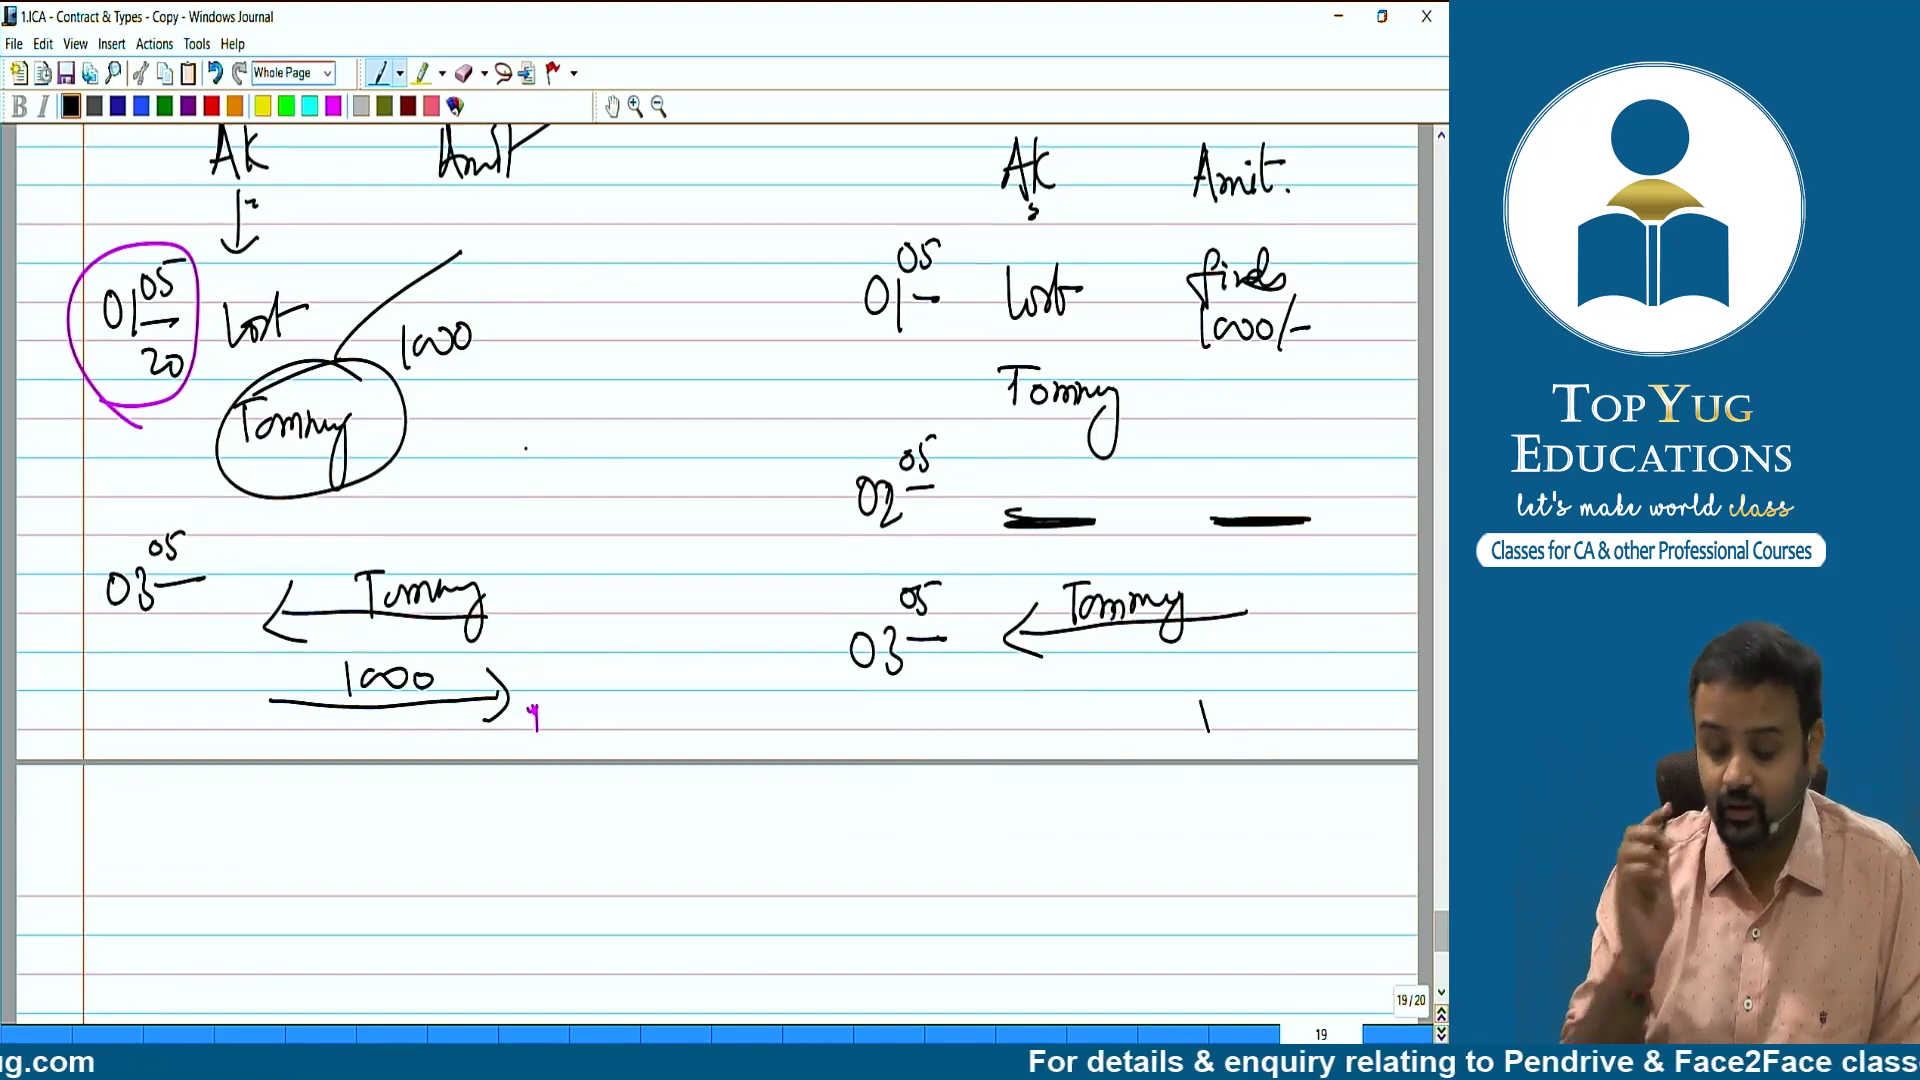 1.ICA - Contract & Types - Copy - Windows Journal
File Edit View Insert Actions Tools Help
Whole Page
B I
AK Amit
01 05 20 lost 1000
Tommy
03 05 Tommy
1000
AK Amit.
01 05 lost finds
1000/-
Tommy
02 05
03 05 Tommy
19 / 20
19
TOPYUG
EDUCATIONS
let's make world class
Classes for CA & other Professional Courses
ug.com
For details & enquiry relating to Pendrive & Face2Face class